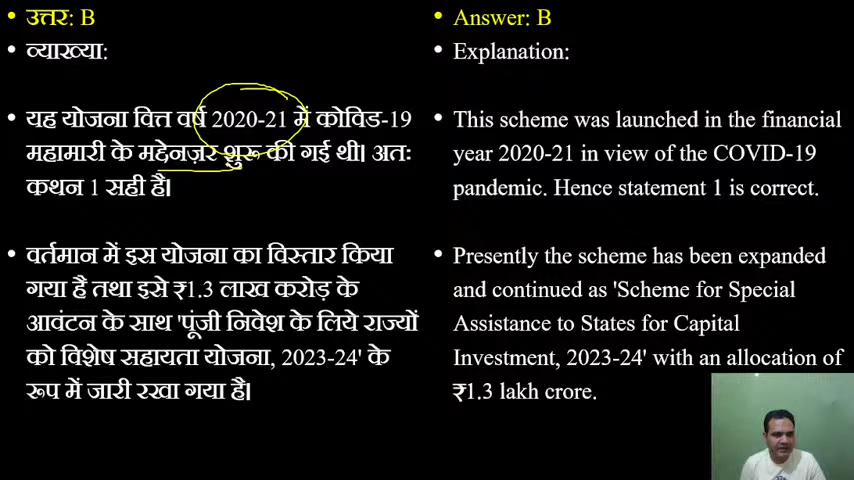 • उत्तर: B
• व्याख्या:
• यह योजना वित्त वर्ष 2020-21 में कोविड-19
महामारी के मद्देनज़र शुरू की गई थी। अतः
कथन 1 सही है।
• वर्तमान में इस योजना का विस्तार किया
गया है तथा इसे ₹1.3 लाख करोड़ के
आवंटन के साथ 'पूंजी निवेश के लिये राज्यों
को विशेष सहायता योजना, 2023-24' के
रूप में जारी रखा गया है।
• Answer: B
• Explanation:
• This scheme was launched in the financial
year 2020-21 in view of the COVID-19
pandemic. Hence statement 1 is correct.
• Presently the scheme has been expanded
and continued as 'Scheme for Special
Assistance to States for Capital
Investment, 2023-24' with an allocation of
₹1.3 lakh crore.